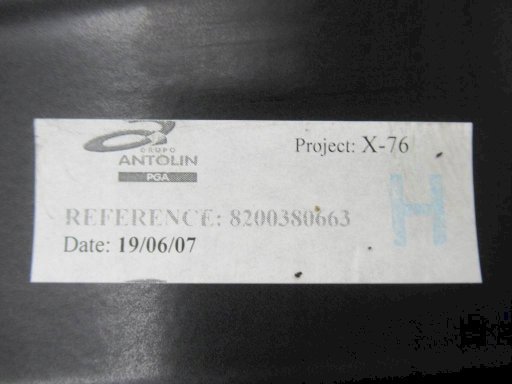 GRUPO
ANTOLIN
PGA
Project: X-76
REFERENCE: 8200380663
Date: 19/06/07
H